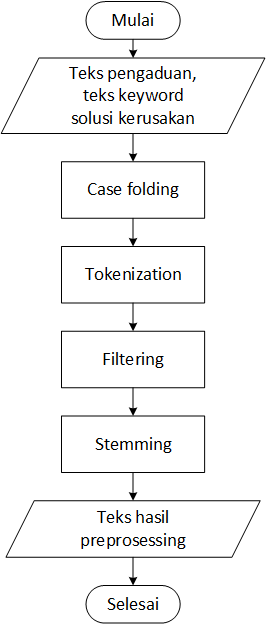 Mulai
Teks pengaduan,
teks keyword
solusi kerusakan
Case folding
Tokenization
Filtering
Stemming
Teks hasil
preprosessing
Selesai